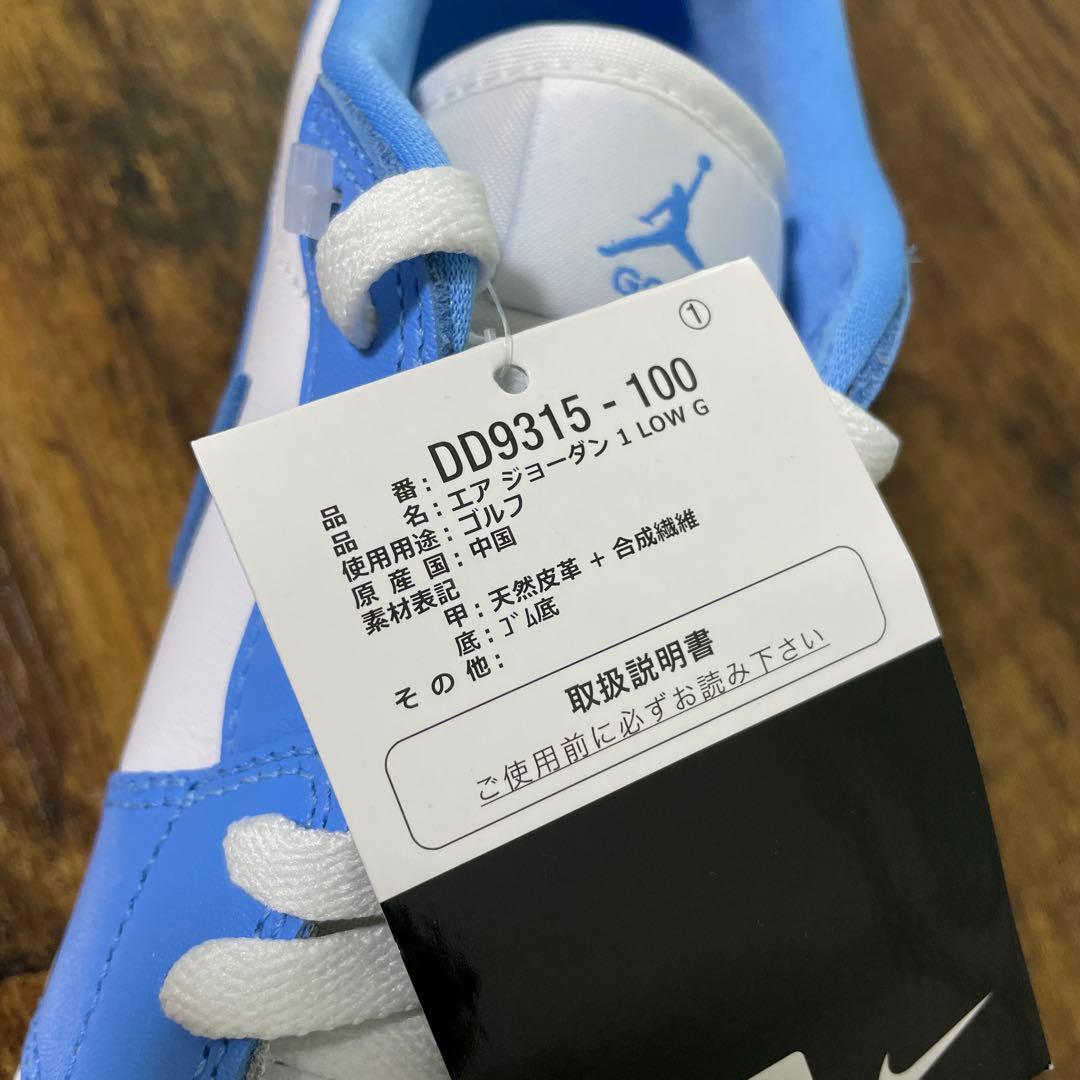 ①
品 番 : DD9315 - 100
品 名 : エア ジョーダン 1 LOW G
使用用途 : ゴルフ
原 産 国 : 中国
素材表記
甲 : 天然皮革 + 合成繊維
底 : ゴム底
そ の 他 :
取扱説明書
ご使用前に必ずお読み下さい